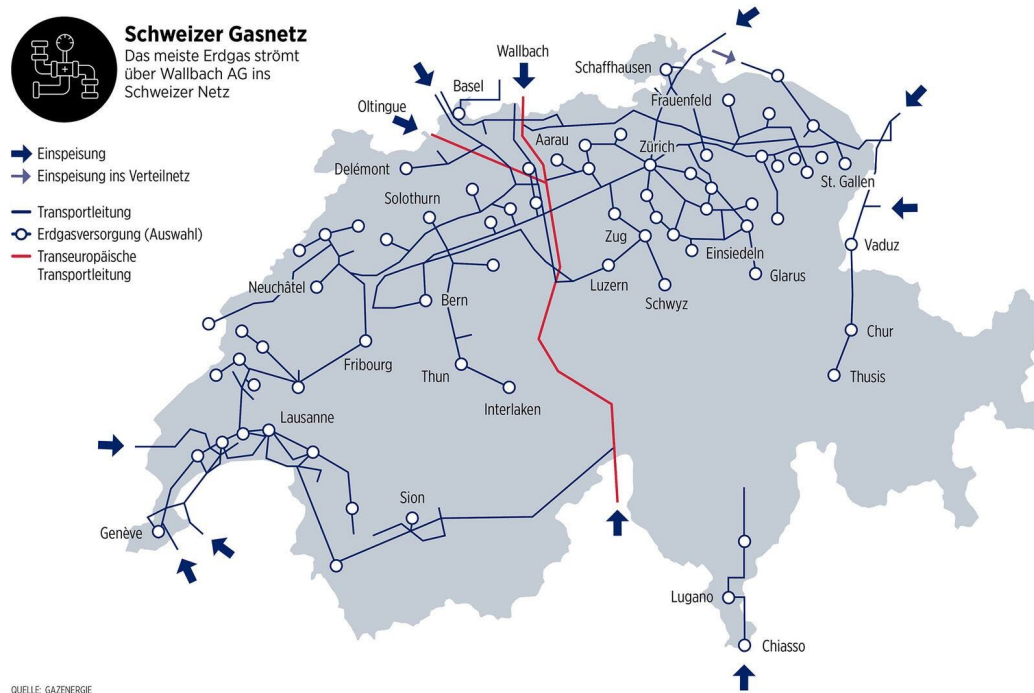 Schweizer Gasnetz
Das meiste Erdgas strömt
über Wallbach AG ins
Schweizer Netz
Einspeisung
Einspeisung ins Verteilnetz
Transportleitung
Erdgasversorgung (Auswahl)
Transeuropäische
Transportleitung
Wallbach
Basel
Oltingue
Schaffhausen
Frauenfeld
Aarau
Zürich
Delémont
St. Gallen
Solothurn
Zug
Einsiedeln
Vaduz
Neuchâtel
Bern
Luzern
Schwyz
Glarus
Chur
Fribourg
Thun
Thusis
Interlaken
Lausanne
Sion
Genève
Lugano
Chiasso
QUELLE: GAZENERGIE